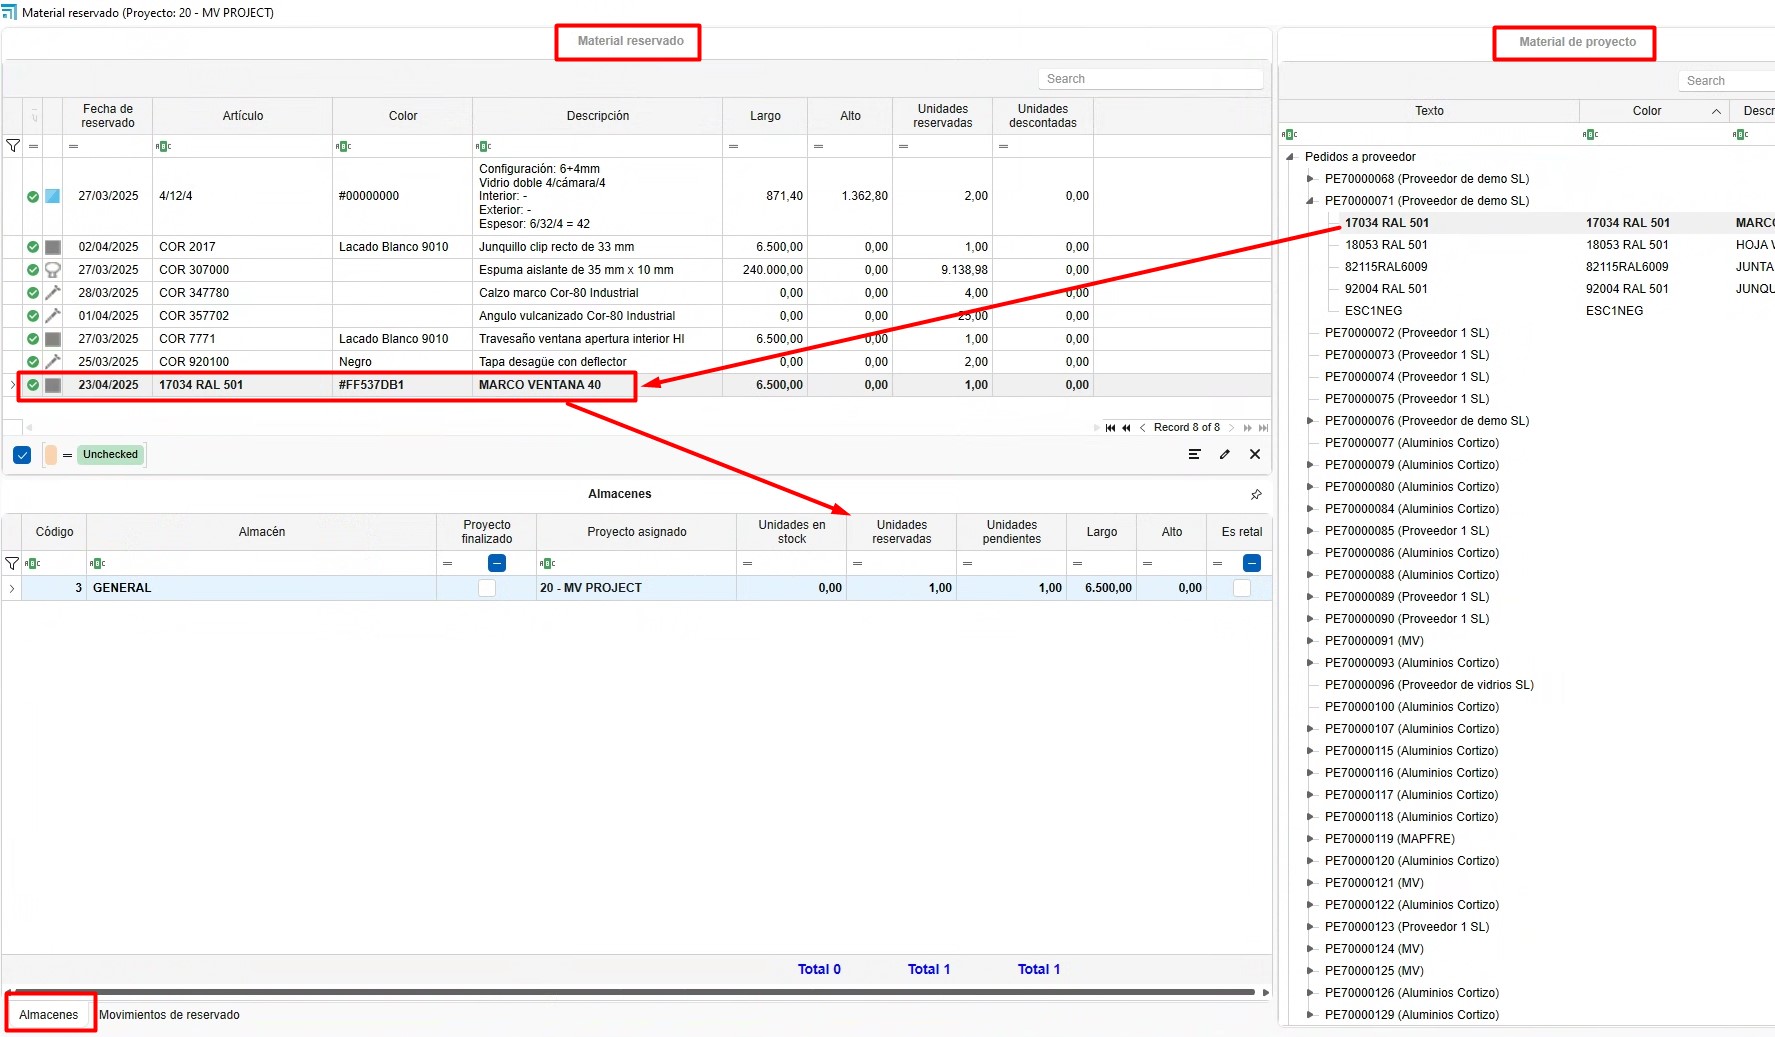 Material reservado (Proyecto: 20 - MV PROJECT)
Material reservado
Search
Fecha de reservado Artículo Color Descripción Largo Alto Unidades reservadas Unidades descontadas
27/03/2025 4/12/4 #00000000 Configuración: 6+4mm
Vidrio doble 4/cámara/4
Interior: -
Exterior: -
Espesor: 6/32/4 = 42
871,40 1.362,80 2,00 0,00
02/04/2025 COR 2017 Lacado Blanco 9010 Junquillo clip recto de 33 mm 6.500,00 0,00 1,00 0,00
27/03/2025 COR 307000 Espuma aislante de 35 mm x 10 mm 240.000,00 0,00 9.138,98 0,00
28/03/2025 COR 347780 Calzo marco Cor-80 Industrial 0,00 0,00 4,00 0,00
01/04/2025 COR 357702 Angulo vulcanizado Cor-80 Industrial 0,00 0,00 25,00 0,00
27/03/2025 COR 7771 Lacado Blanco 9010 Travesaño ventana apertura interior HI 6.500,00 0,00 1,00 0,00
25/03/2025 COR 920100 Negro Tapa desagüe con deflector 0,00 0,00 2,00 0,00
23/04/2025 17034 RAL 501 #FF537DB1 MARCO VENTANA 40 6.500,00 0,00 1,00 0,00
Record 8 of 8
= Unchecked
Almacenes
Código Almacén Proyecto finalizado Proyecto asignado Unidades en stock Unidades reservadas Unidades pendientes Largo Alto Es retal
3 GENERAL 20 - MV PROJECT 0,00 1,00 1,00 6.500,00 0,00
Total 0 Total 1 Total 1
Almacenes Movimientos de reservado
Material de proyecto
Search
Texto Color Descr
Pedidos a proveedor
PE70000068 (Proveedor de demo SL)
PE70000071 (Proveedor de demo SL)
17034 RAL 501 17034 RAL 501 MARC
18053 RAL 501 18053 RAL 501 HOJA
82115RAL6009 82115RAL6009 JUNTA
92004 RAL 501 92004 RAL 501 JUNQU
ESC1NEG ESC1NEG
PE70000072 (Proveedor 1 SL)
PE70000073 (Proveedor 1 SL)
PE70000074 (Proveedor 1 SL)
PE70000075 (Proveedor 1 SL)
PE70000076 (Proveedor de demo SL)
PE70000077 (Aluminios Cortizo)
PE70000079 (Aluminios Cortizo)
PE70000080 (Aluminios Cortizo)
PE70000084 (Aluminios Cortizo)
PE70000085 (Proveedor 1 SL)
PE70000086 (Aluminios Cortizo)
PE70000088 (Aluminios Cortizo)
PE70000089 (Proveedor 1 SL)
PE70000090 (Proveedor 1 SL)
PE70000091 (MV)
PE70000093 (Aluminios Cortizo)
PE70000096 (Proveedor de vidrios SL)
PE70000100 (Aluminios Cortizo)
PE70000107 (Aluminios Cortizo)
PE70000115 (Aluminios Cortizo)
PE70000116 (Aluminios Cortizo)
PE70000117 (Aluminios Cortizo)
PE70000118 (Aluminios Cortizo)
PE70000119 (MAPFRE)
PE70000120 (Aluminios Cortizo)
PE70000121 (MV)
PE70000122 (Aluminios Cortizo)
PE70000123 (Proveedor 1 SL)
PE70000124 (MV)
PE70000125 (MV)
PE70000126 (Aluminios Cortizo)
PE70000129 (Aluminios Cortizo)